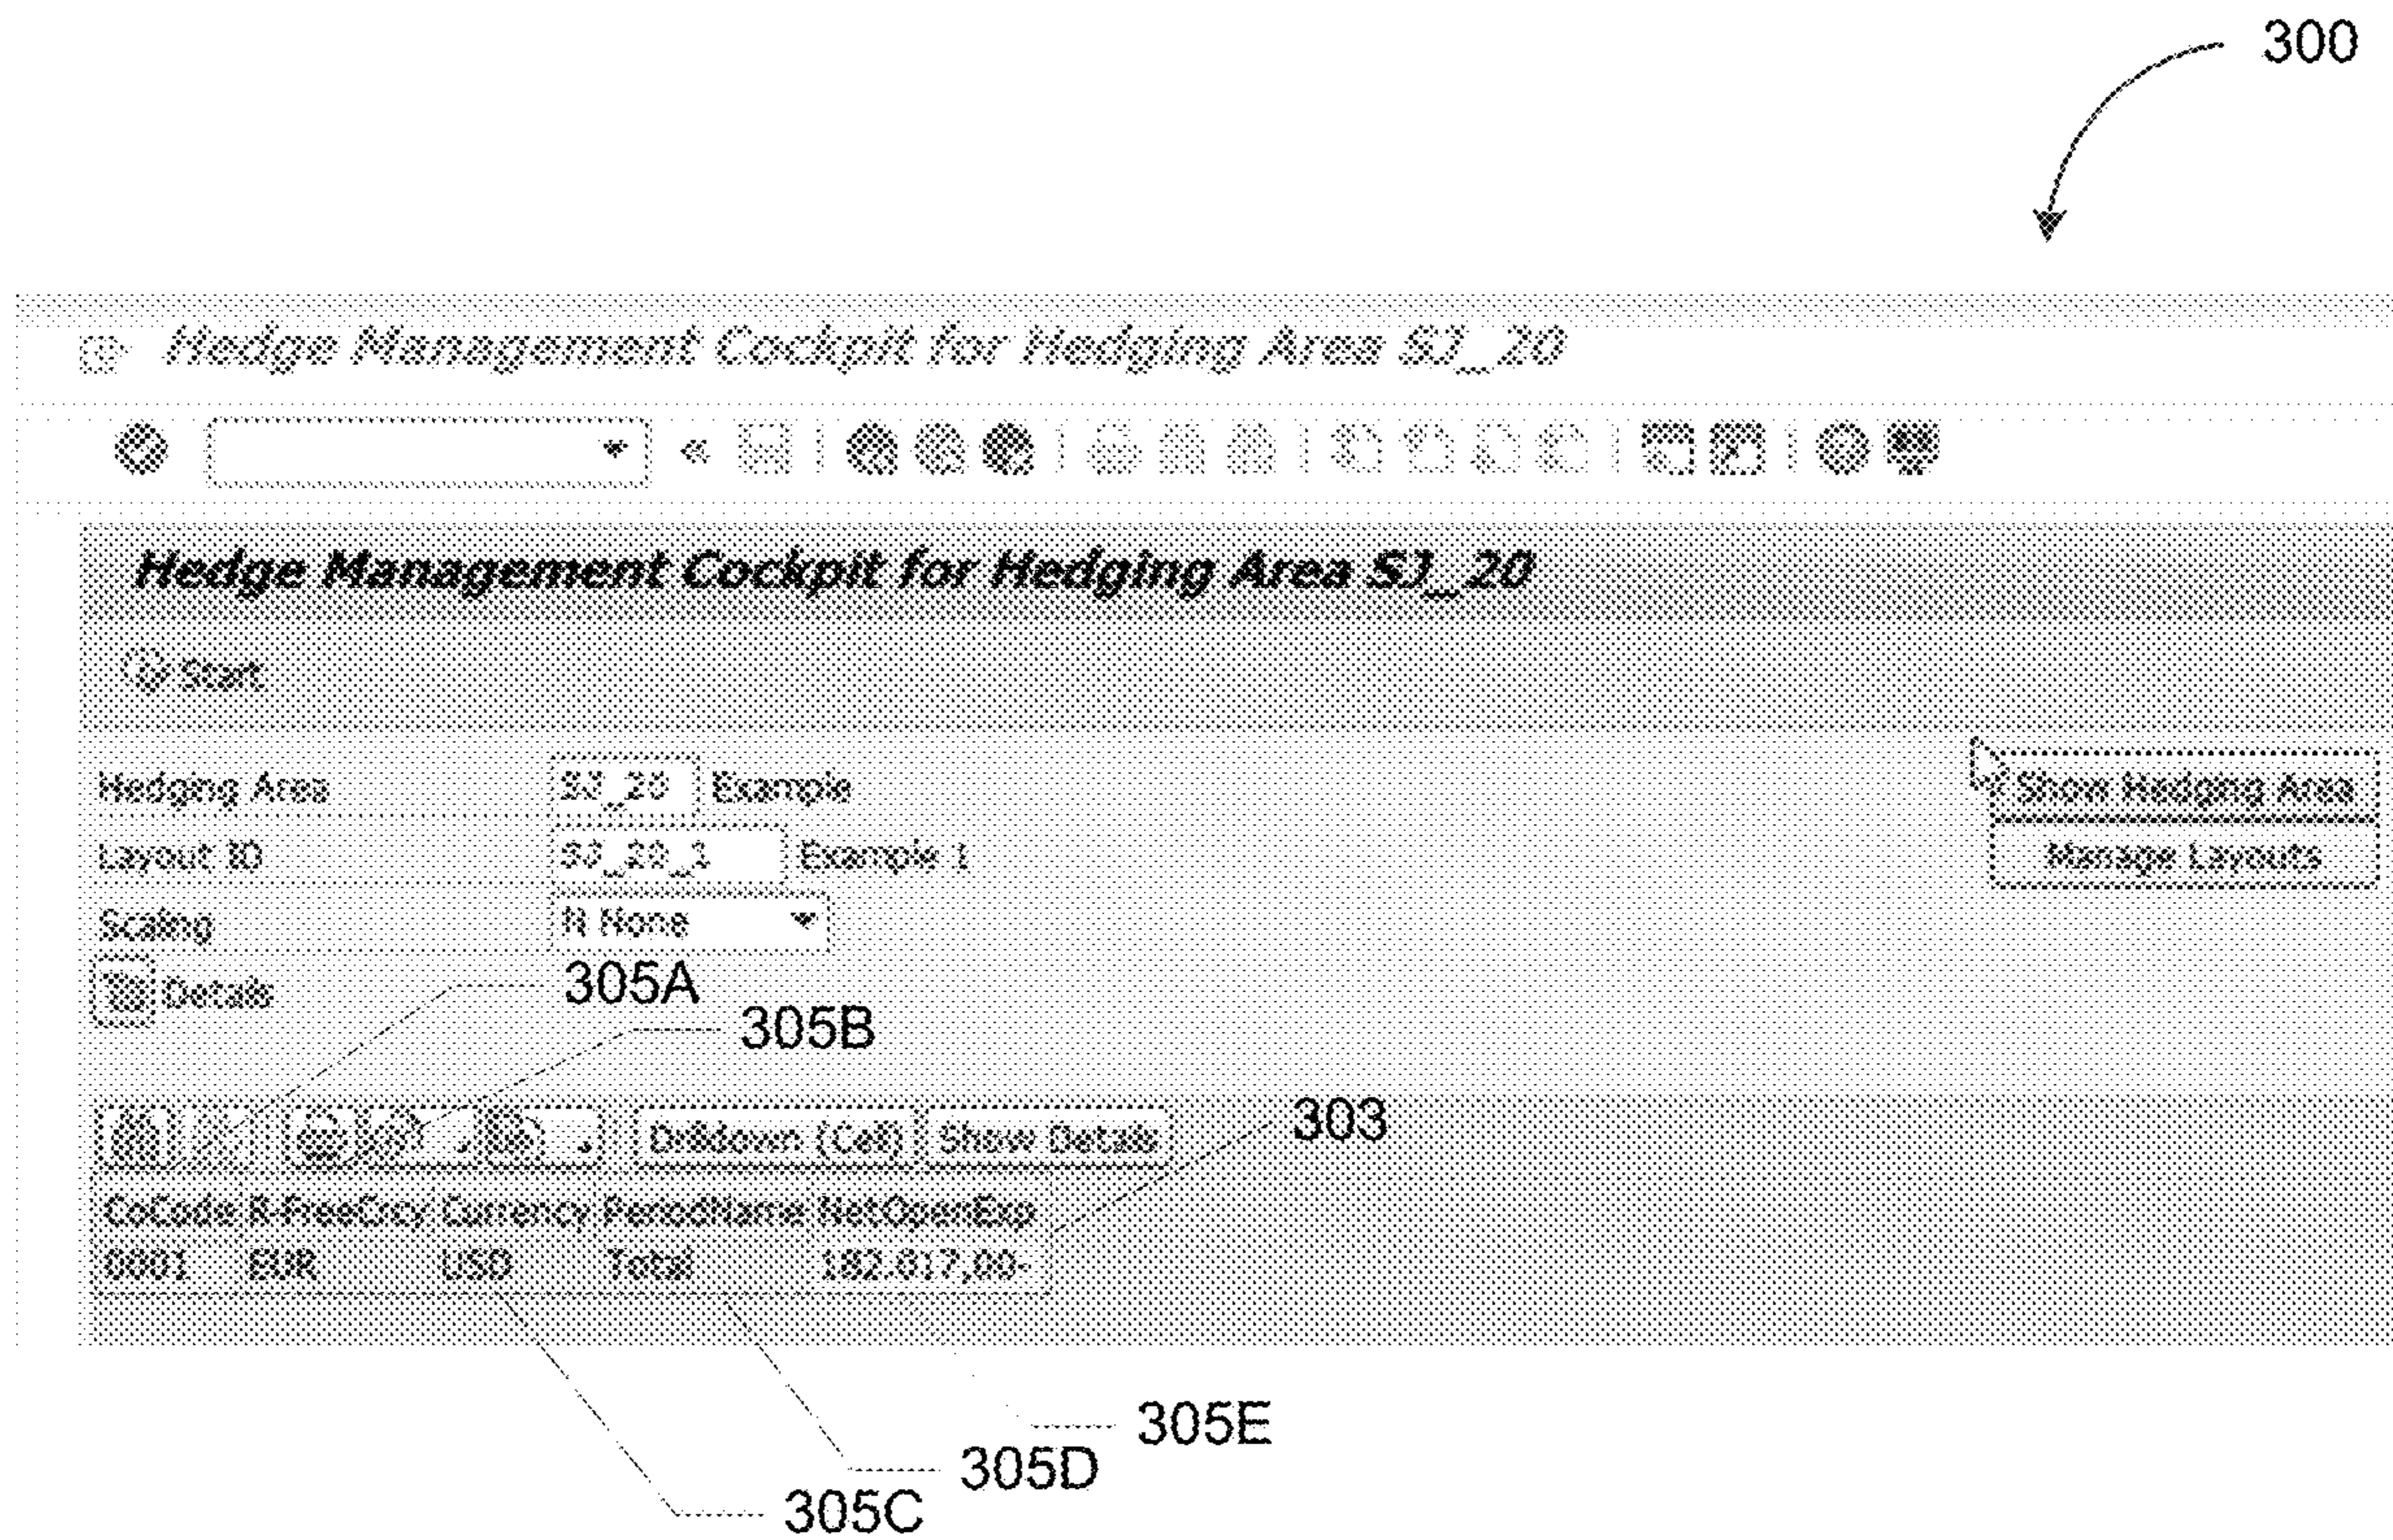 300
Hedge Management Cockpit for Hedging Area SJ_20
Hedge Management Cockpit for Hedging Area SJ_20
Start
Hedging Area SJ_20 Example Show Hedging Area
Layout ID SJ_20_1 Example 1 Manage Layouts
Scaling N None
Details 305A
305B
Drilldown (Cell) Show Details 303
CoCode R-FreeCrcy Currency PeriodName NetOpenExp
0001 EUR USD Total 182.017,00-
305E
305D
305C